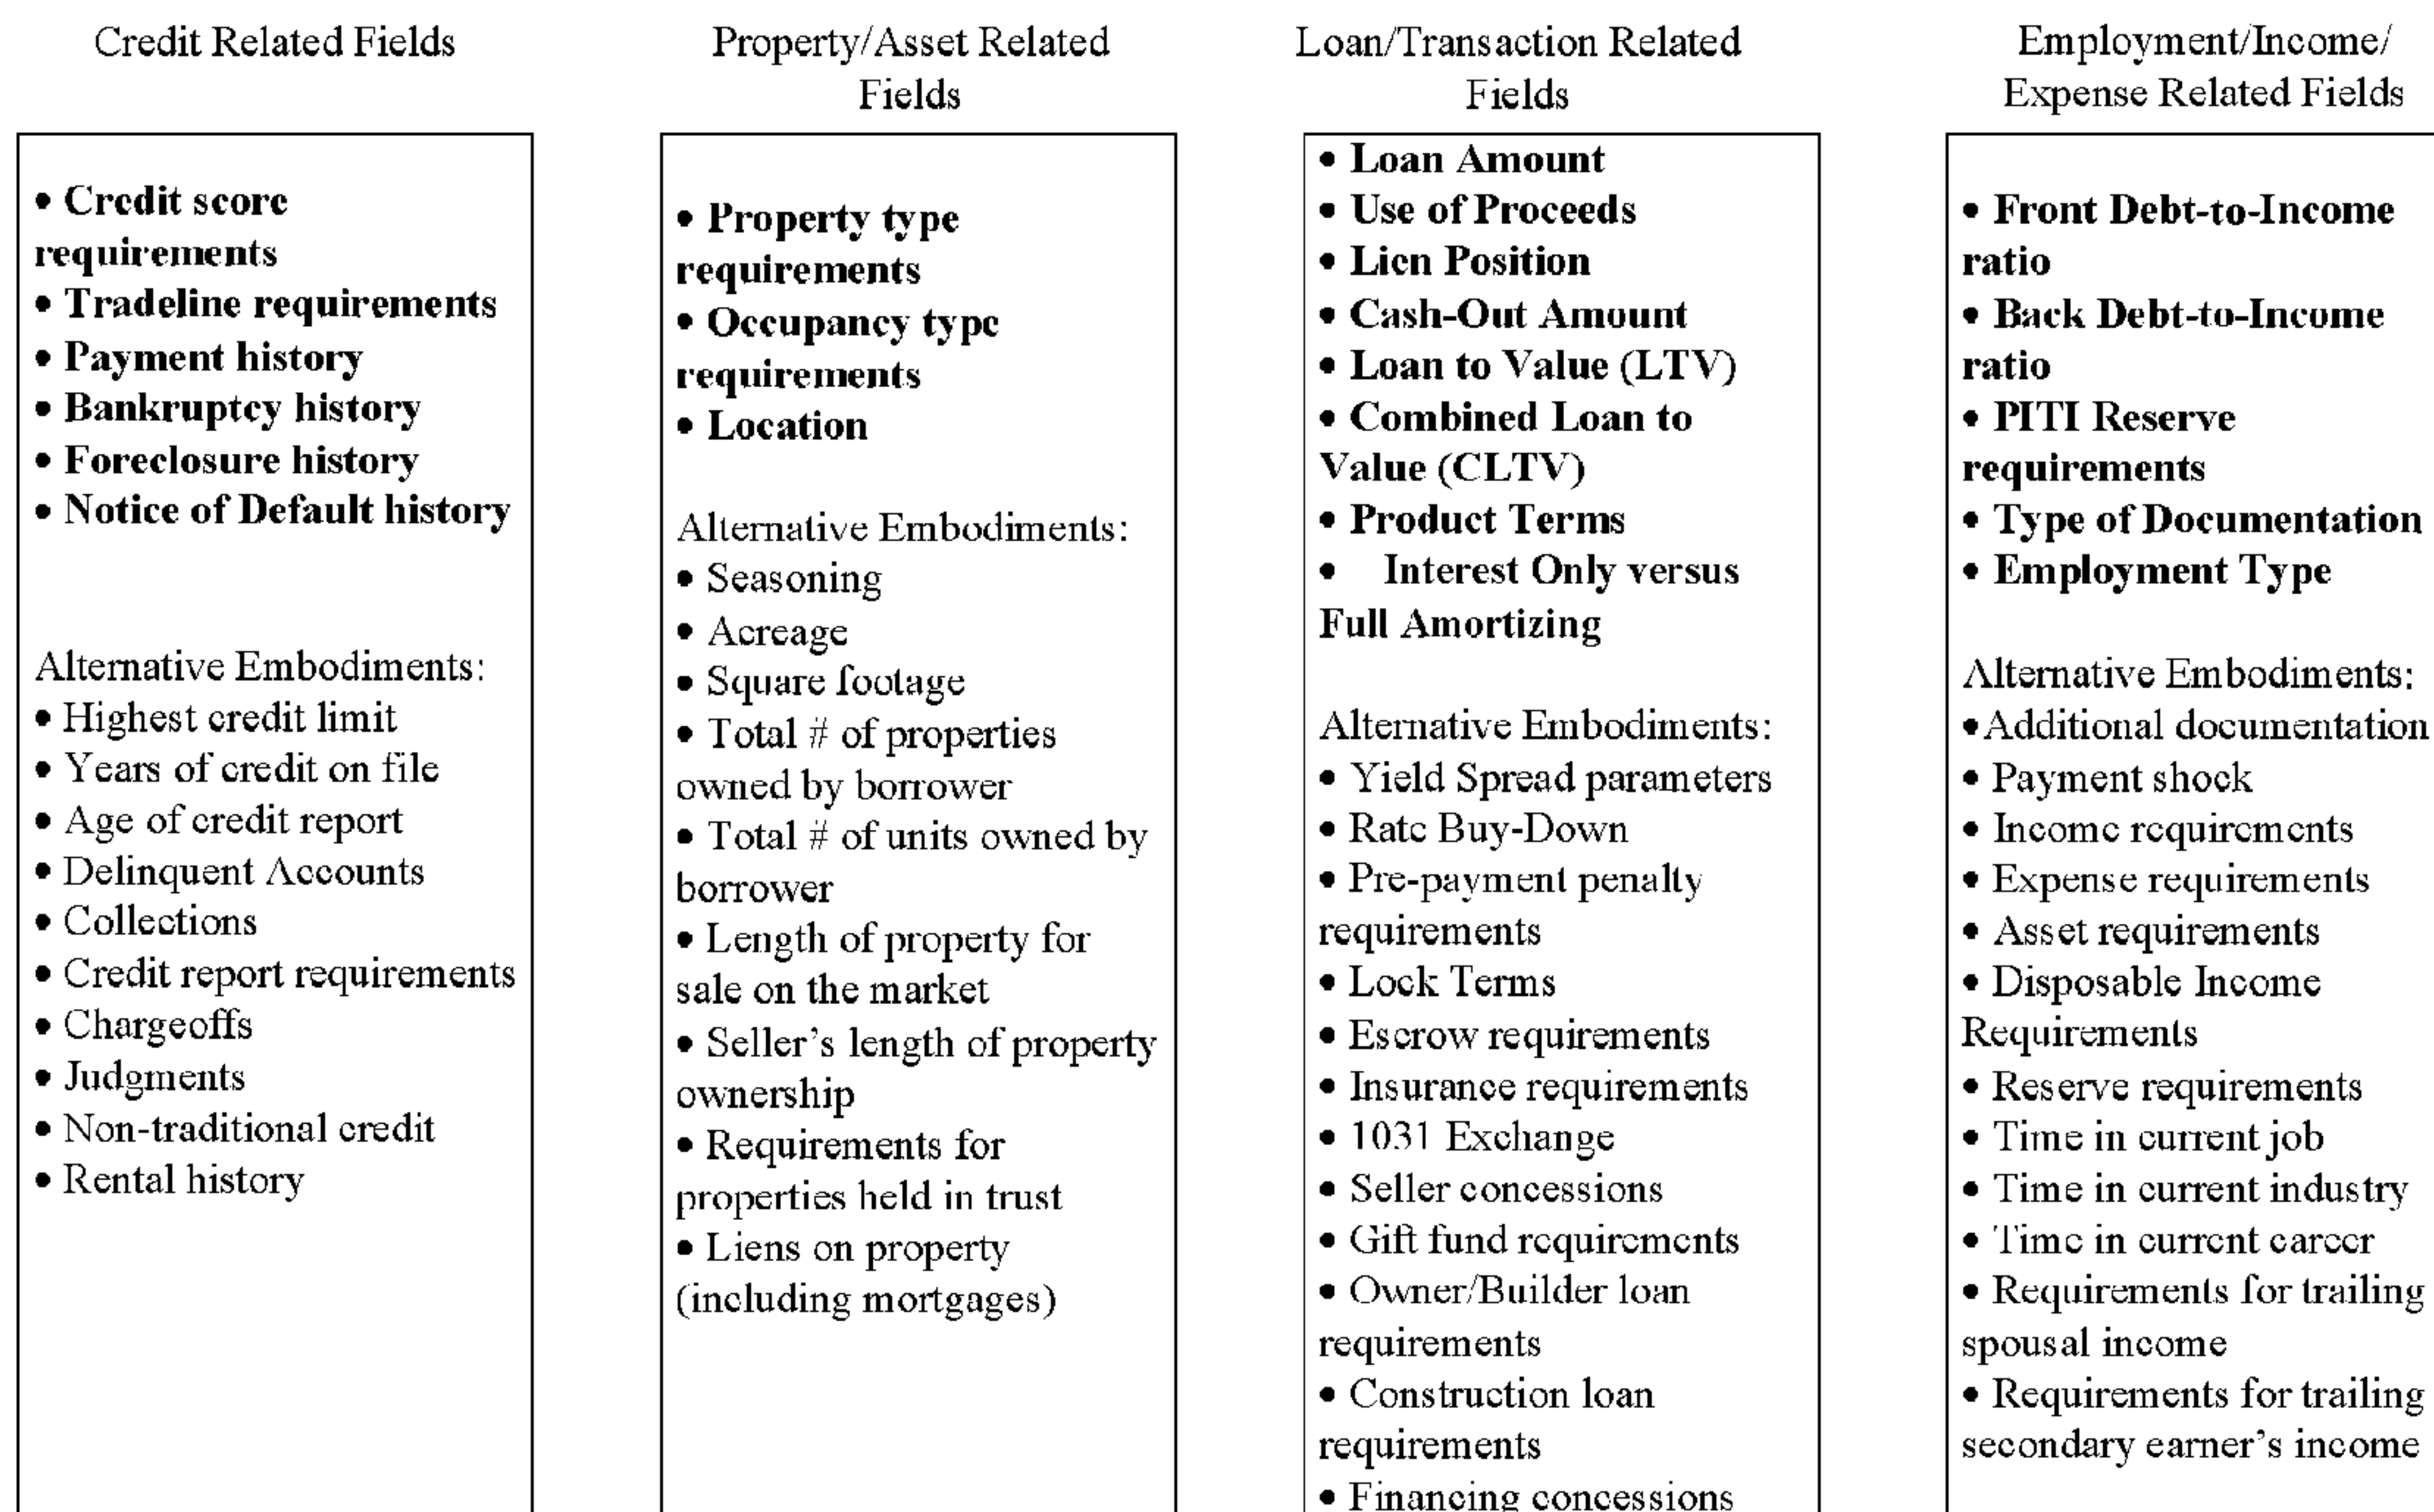 Credit Related Fields
• Credit score
requirements
• Tradeline requirements
• Payment history
• Bankruptcy history
• Foreclosure history
• Notice of Default history
Alternative Embodiments:
• Highest credit limit
• Years of credit on file
• Age of credit report
• Delinquent Accounts
• Collections
• Credit report requirements
• Chargeoffs
• Judgments
• Non-traditional credit
• Rental history
Property/Asset Related
Fields
• Property type
requirements
• Occupancy type
requirements
• Location
Alternative Embodiments:
• Seasoning
• Acreage
• Square footage
• Total # of properties
owned by borrower
• Total # of units owned by
borrower
• Length of property for
sale on the market
• Seller's length of property
ownership
• Requirements for
properties held in trust
• Liens on property
(including mortgages)
Loan/Transaction Related
Fields
• Loan Amount
• Use of Proceeds
• Lien Position
• Cash-Out Amount
• Loan to Value (LTV)
• Combined Loan to
Value (CLTV)
• Product Terms
• Interest Only versus
Full Amortizing
Alternative Embodiments:
• Yield Spread parameters
• Rate Buy-Down
• Pre-payment penalty
requirements
• Lock Terms
• Escrow requirements
• Insurance requirements
• 1031 Exchange
• Seller concessions
• Gift fund requirements
• Owner/Builder loan
requirements
• Construction loan
requirements
• Financing concessions
Employment/Income/
Expense Related Fields
• Front Debt-to-Income
ratio
• Back Debt-to-Income
ratio
• PITI Reserve
requirements
• Type of Documentation
• Employment Type
Alternative Embodiments:
•Additional documentation
• Payment shock
• Income requirements
• Expense requirements
• Asset requirements
• Disposable Income
Requirements
• Reserve requirements
• Time in current job
• Time in current industry
• Time in current career
• Requirements for trailing
spousal income
• Requirements for trailing
secondary earner's income